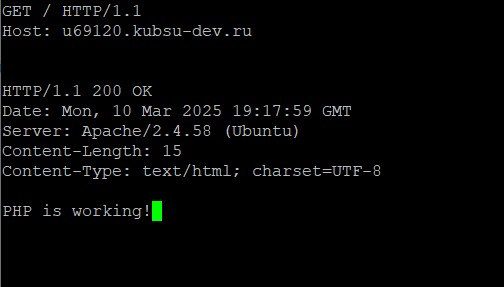 GET / HTTP/1.1
Host: u69120.kubsu-dev.ru
HTTP/1.1 200 OK
Date: Mon, 10 Mar 2025 19:17:59 GMT
Server: Apache/2.4.58 (Ubuntu)
Content-Length: 15
Content-Type: text/html; charset=UTF-8
PHP is working!